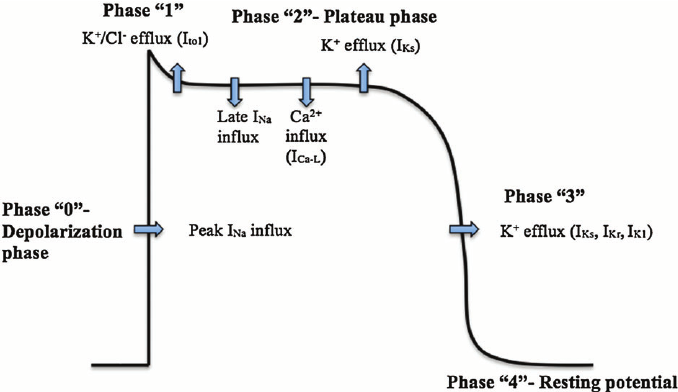 Phase “1”
K⁺/Cl⁻ efflux (Ito1)
Phase “2”- Plateau phase
K⁺ efflux (IKs)
Late INa
influx
Ca²⁺
influx
(ICa-L)
Phase “0”-
Depolarization
phase
Peak INa influx
Phase “3”
K⁺ efflux (IKs, IKr, IK1)
Phase “4”- Resting potential